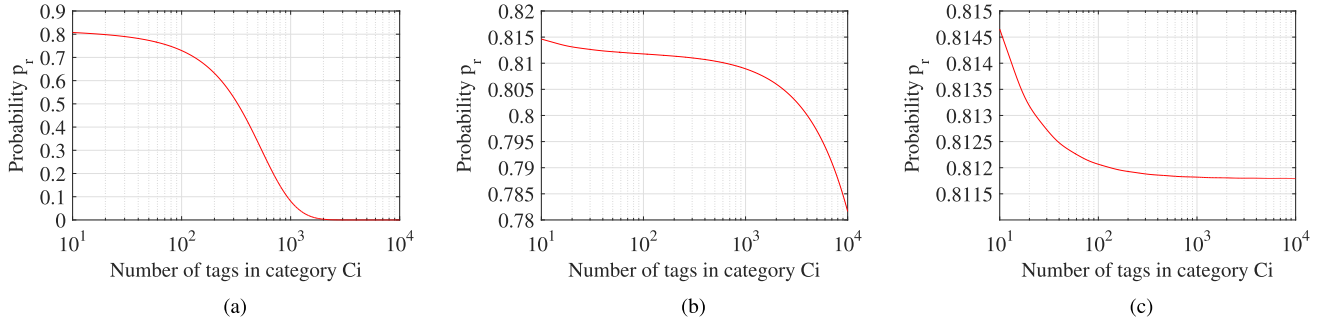 0.9
0.8
0.7
0.6
0.5
0.4
0.3
0.2
0.1
0
Probability p_r
10^1 10^2 10^3 10^4
Number of tags in category Ci
(a)
0.82
0.815
0.81
0.805
0.8
0.795
0.79
0.785
0.78
Probability p_r
10^1 10^2 10^3 10^4
Number of tags in category Ci
(b)
0.815
0.8145
0.814
0.8135
0.813
0.8125
0.812
0.8115
Probability p_r
10^1 10^2 10^3 10^4
Number of tags in category Ci
(c)